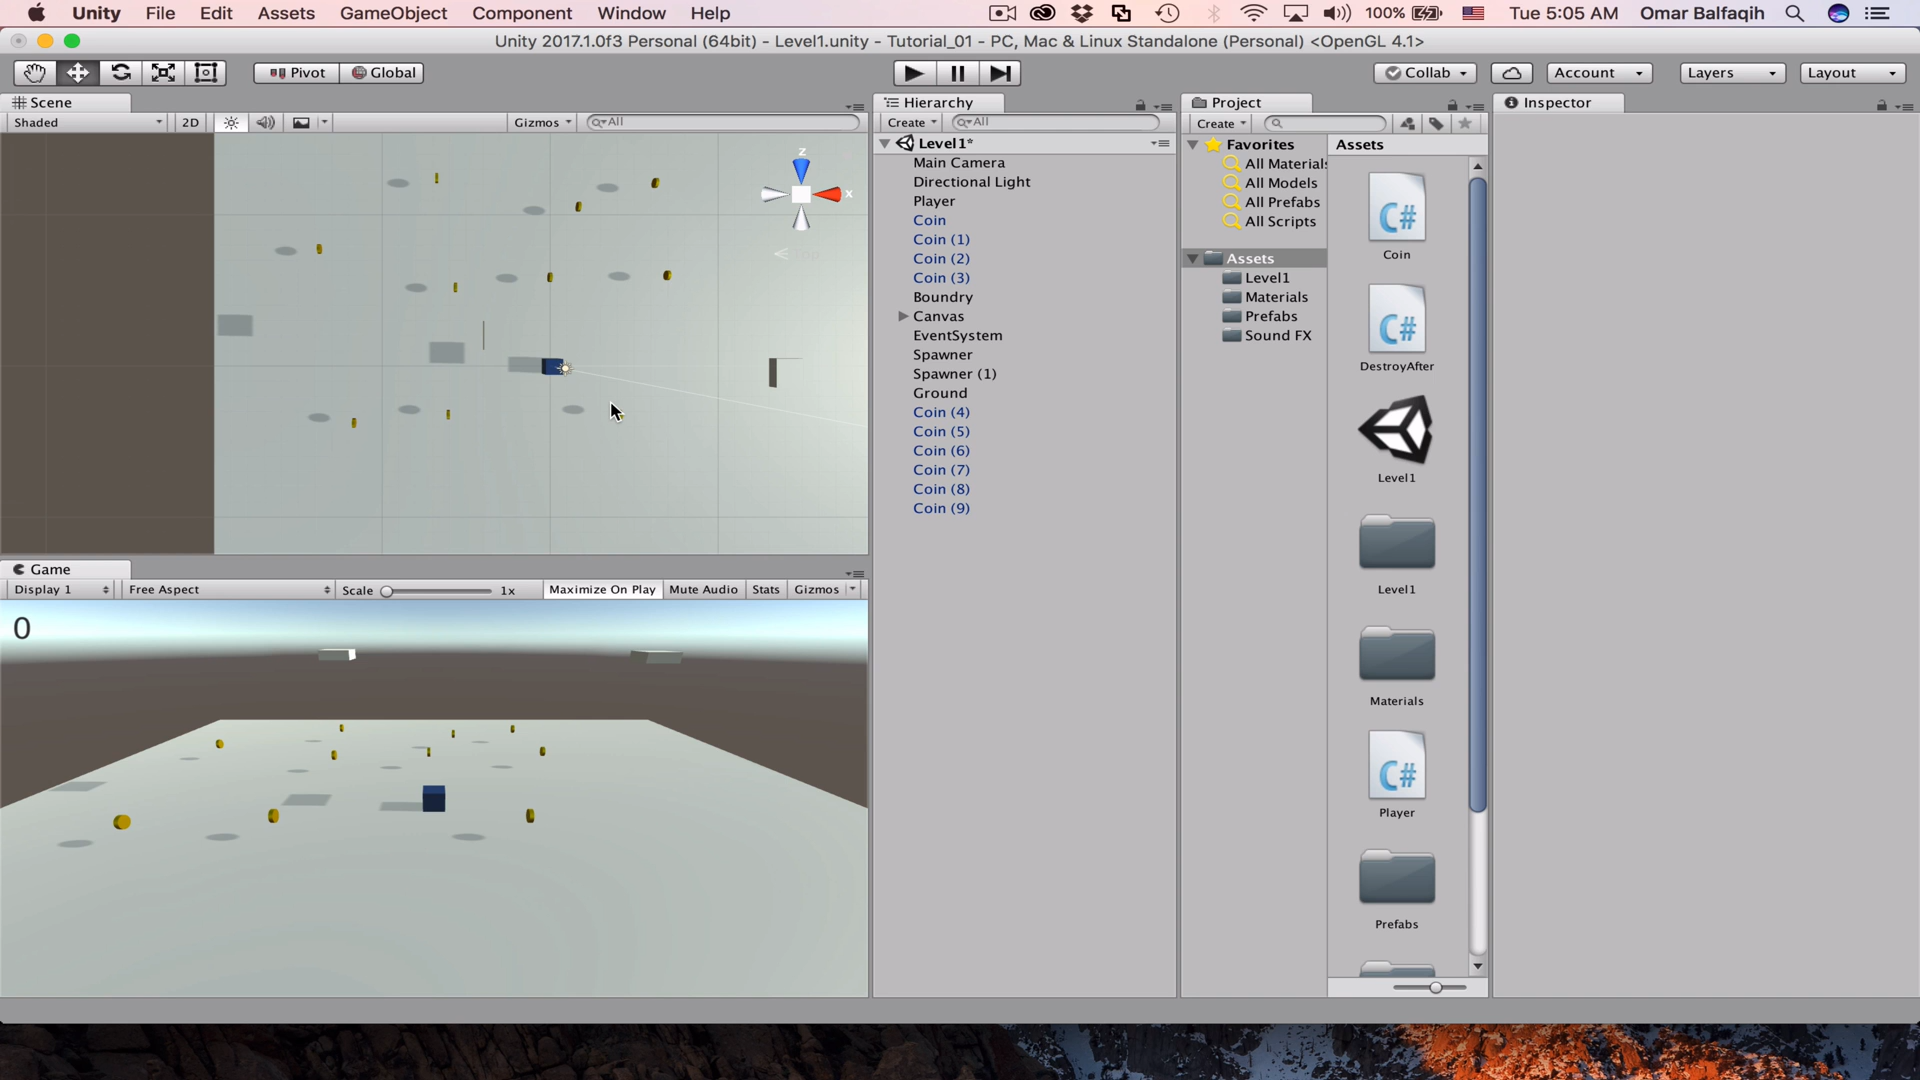 Unity File Edit Assets GameObject Component Window Help 100% Tue 5:05 AM Omar Balfaqih
Unity 2017.1.0f3 Personal (64bit) - Level1.unity - Tutorial_01 - PC, Mac & Linux Standalone (Personal) <OpenGL 4.1>
Pivot Global Collab Account Layers Layout
Scene
Shaded 2D Gizmos All
z
x
Game
Display 1 Free Aspect Scale 1x Maximize On Play Mute Audio Stats Gizmos
0
Hierarchy
Create All
Level1*
Main Camera
Directional Light
Player
Coin
Coin (1)
Coin (2)
Coin (3)
Boundry
Canvas
EventSystem
Spawner
Spawner (1)
Ground
Coin (4)
Coin (5)
Coin (6)
Coin (7)
Coin (8)
Coin (9)
Project
Create
Favorites
All Materials
All Models
All Prefabs
All Scripts
Assets
Level1
Materials
Prefabs
Sound FX
Assets
C#
Coin
C#
DestroyAfter
Level1
Level1
Materials
C#
Player
Prefabs
Inspector